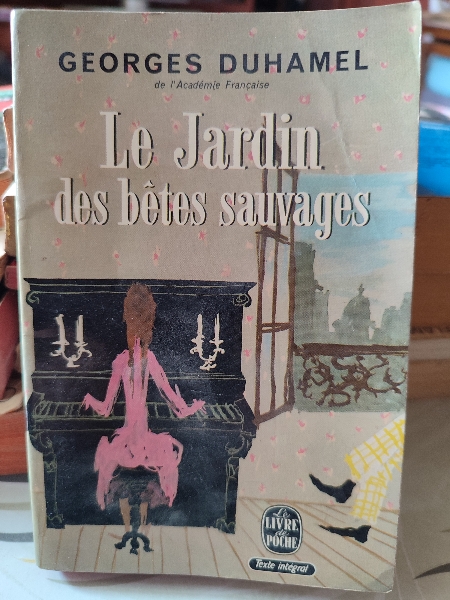 GEORGES DUHAMEL
de l'Académie Française
Le Jardin
des bêtes sauvages
Le
LIVRE
de
POCHE
Texte intégral